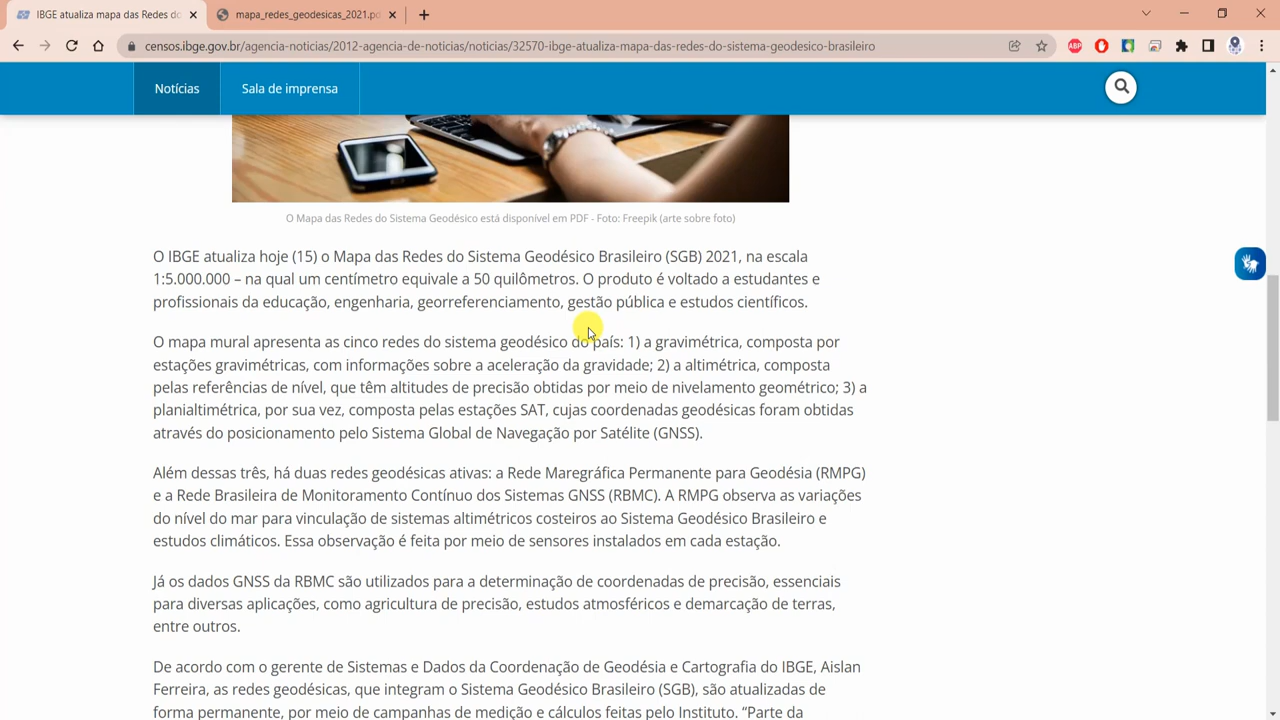 IBGE atualiza mapa das Redes do
mapa_redes_geodesicas_2021.pd
censos.ibge.gov.br/agencia-noticias/2012-agencia-de-noticias/noticias/32570-ibge-atualiza-mapa-das-redes-do-sistema-geodesico-brasileiro
ABP
Notícias
Sala de imprensa
O Mapa das Redes do Sistema Geodésico está disponível em PDF - Foto: Freepik (arte sobre foto)
O IBGE atualiza hoje (15) o Mapa das Redes do Sistema Geodésico Brasileiro (SGB) 2021, na escala
1:5.000.000 – na qual um centímetro equivale a 50 quilômetros. O produto é voltado a estudantes e
profissionais da educação, engenharia, georreferenciamento, gestão pública e estudos científicos.
O mapa mural apresenta as cinco redes do sistema geodésico do país: 1) a gravimétrica, composta por
estações gravimétricas, com informações sobre a aceleração da gravidade; 2) a altimétrica, composta
pelas referências de nível, que têm altitudes de precisão obtidas por meio de nivelamento geométrico; 3) a
planialtimétrica, por sua vez, composta pelas estações SAT, cujas coordenadas geodésicas foram obtidas
através do posicionamento pelo Sistema Global de Navegação por Satélite (GNSS).
Além dessas três, há duas redes geodésicas ativas: a Rede Maregráfica Permanente para Geodésia (RMPG)
e a Rede Brasileira de Monitoramento Contínuo dos Sistemas GNSS (RBMC). A RMPG observa as variações
do nível do mar para vinculação de sistemas altimétricos costeiros ao Sistema Geodésico Brasileiro e
estudos climáticos. Essa observação é feita por meio de sensores instalados em cada estação.
Já os dados GNSS da RBMC são utilizados para a determinação de coordenadas de precisão, essenciais
para diversas aplicações, como agricultura de precisão, estudos atmosféricos e demarcação de terras,
entre outros.
De acordo com o gerente de Sistemas e Dados da Coordenação de Geodésia e Cartografia do IBGE, Aislan
Ferreira, as redes geodésicas, que integram o Sistema Geodésico Brasileiro (SGB), são atualizadas de
forma permanente, por meio de campanhas de medição e cálculos feitas pelo Instituto. “Parte da